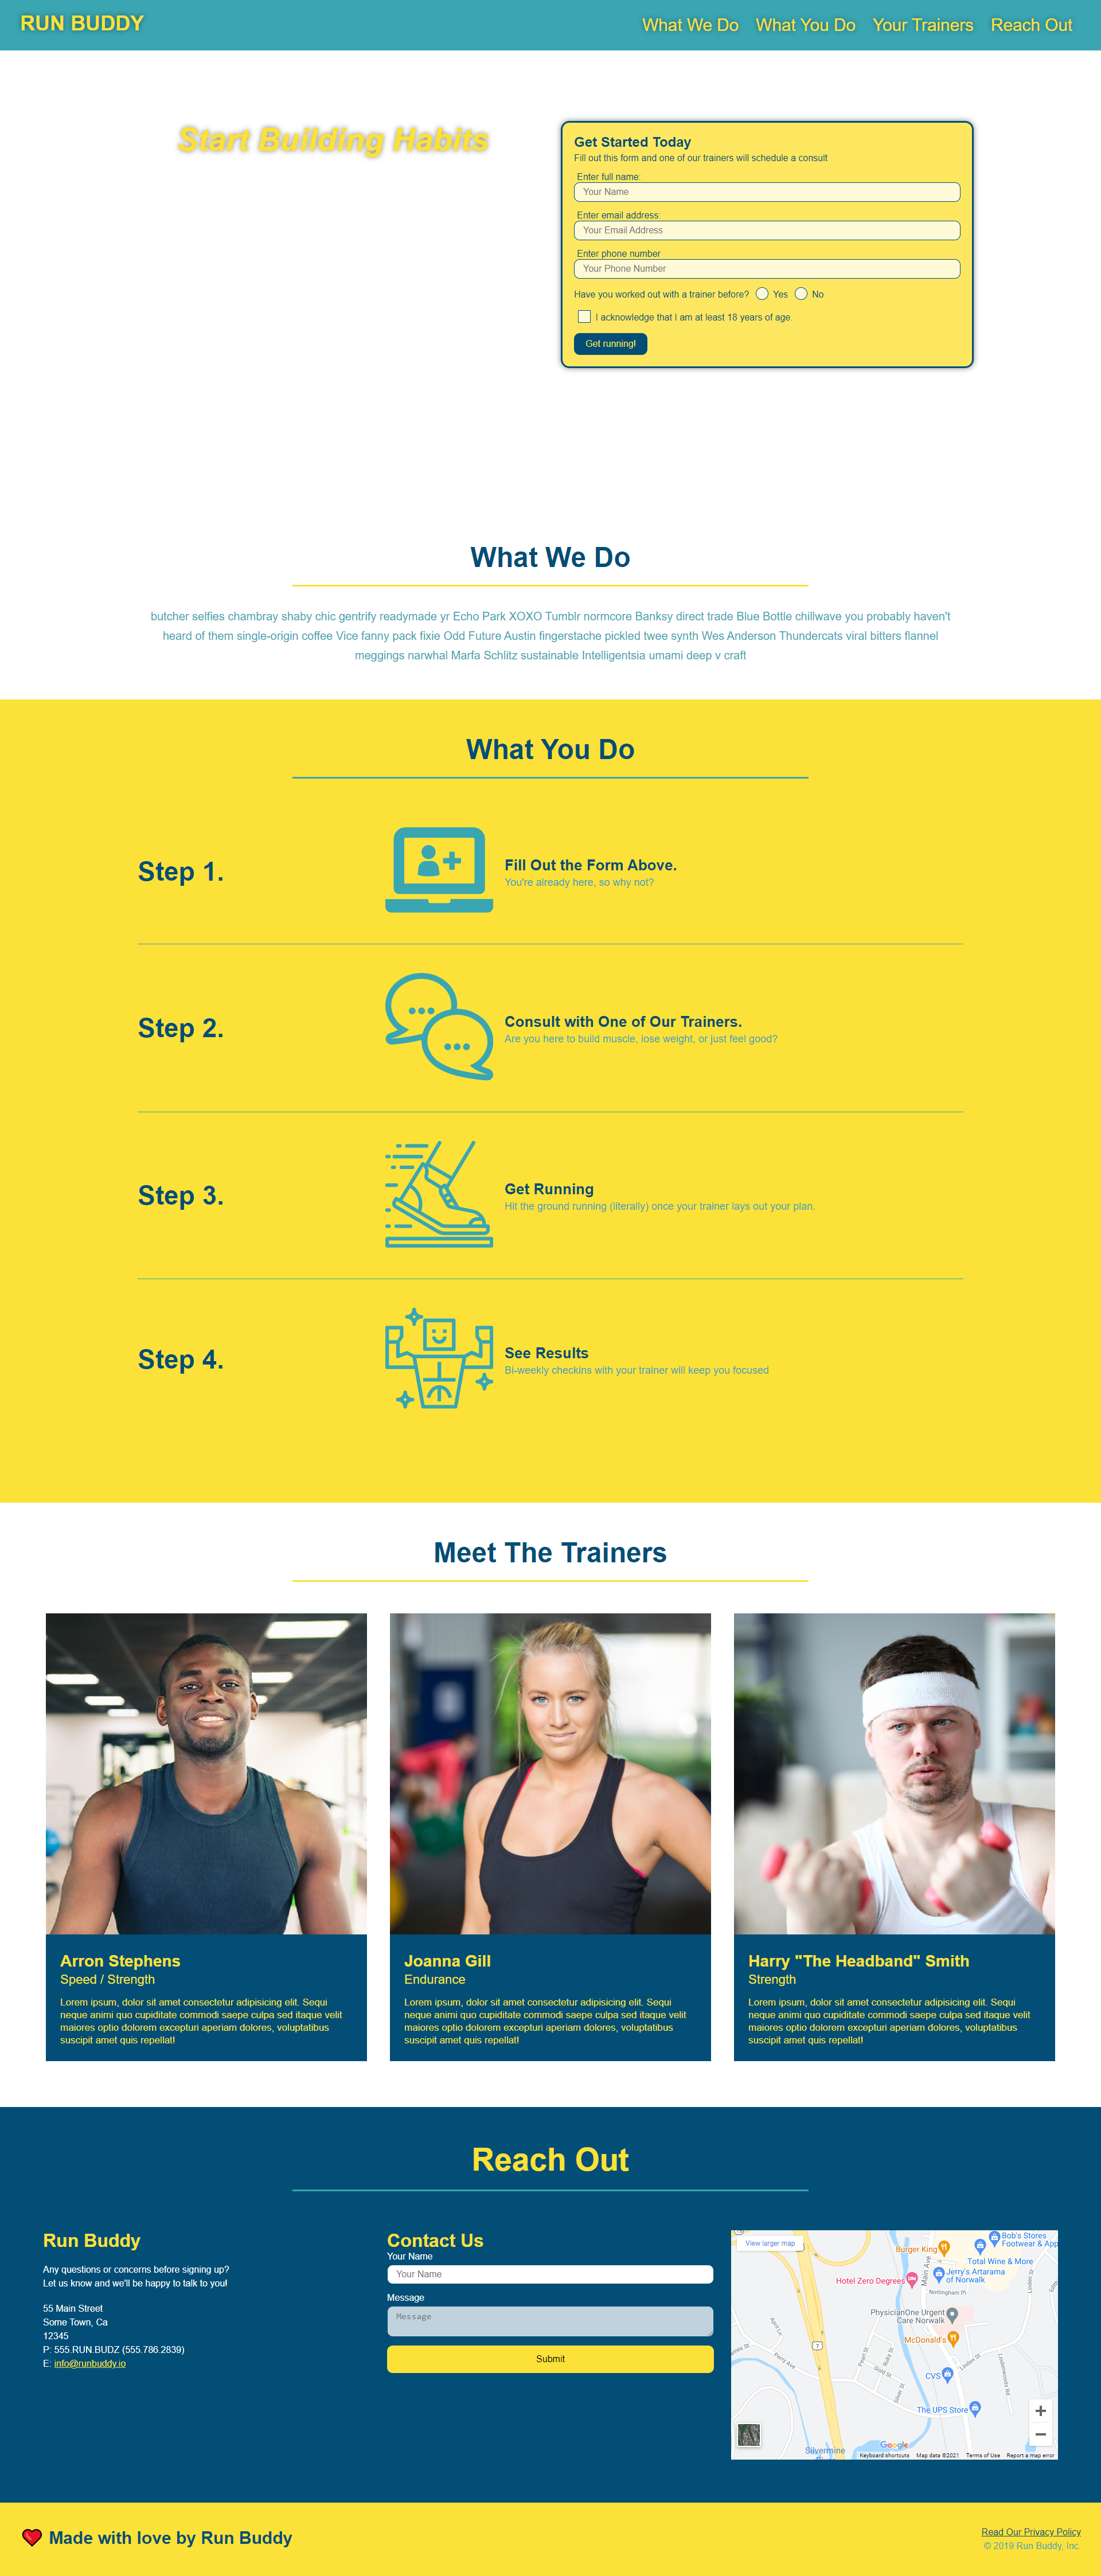 RUN BUDDY
What We Do What You Do Your Trainers Reach Out
Start Building Habits
Get Started Today
Fill out this form and one of our trainers will schedule a consult
Enter full name:
Your Name
Enter email address:
Your Email Address
Enter phone number
Your Phone Number
Have you worked out with a trainer before? Yes No
I acknowledge that I am at least 18 years of age.
Get running!
What We Do
butcher selfies chambray shaby chic gentrify readymade yr Echo Park XOXO Tumblr normcore Banksy direct trade Blue Bottle chillwave you probably haven't
heard of them single-origin coffee Vice fanny pack fixie Odd Future Austin fingerstache pickled twee synth Wes Anderson Thundercats viral bitters flannel
meggings narwhal Marfa Schlitz sustainable Intelligentsia umami deep v craft
What You Do
Step 1.
Fill Out the Form Above.
You're already here, so why not?
Step 2.
Consult with One of Our Trainers.
Are you here to build muscle, lose weight, or just feel good?
Step 3.
Get Running
Hit the ground running (literally) once your trainer lays out your plan.
Step 4.
See Results
Bi-weekly checkins with your trainer will keep you focused
Meet The Trainers
Arron Stephens
Speed / Strength
Lorem ipsum, dolor sit amet consectetur adipisicing elit. Sequi
neque animi quo cupiditate commodi saepe culpa sed itaque velit
maiores optio dolorem excepturi aperiam dolores, voluptatibus
suscipit amet quis repellat!
Joanna Gill
Endurance
Lorem ipsum, dolor sit amet consectetur adipisicing elit. Sequi
neque animi quo cupiditate commodi saepe culpa sed itaque velit
maiores optio dolorem excepturi aperiam dolores, voluptatibus
suscipit amet quis repellat!
Harry "The Headband" Smith
Strength
Lorem ipsum, dolor sit amet consectetur adipisicing elit. Sequi
neque animi quo cupiditate commodi saepe culpa sed itaque velit
maiores optio dolorem excepturi aperiam dolores, voluptatibus
suscipit amet quis repellat!
Reach Out
Run Buddy
Any questions or concerns before signing up?
Let us know and we'll be happy to talk to you!
55 Main Street
Some Town, Ca
12345
P: 555.RUN.BUDZ (555.786.2839)
E: info@runbuddy.io
Contact Us
Your Name
Your Name
Message
Message
Submit
View larger map
Bob's Stores
Footwear & App
Burger King
Total Wine & More
Main Ave
Linden St
Hotel Zero Degrees
Jerry's Artarama
of Norwalk
Nottingham Pl
PhysicianOne Urgent
Care Norwalk
April Ln
McDonald's
7
Perry Ave
Pearl St
Ruby St
Gold St
Linden St
Lindenwood Rd
CVS
Silver St
The UPS Store
Google
Silvermine
Keyboard shortcuts Map data ©2021 Terms of Use Report a map error
Made with love by Run Buddy
Read Our Privacy Policy
© 2019 Run Buddy, Inc.